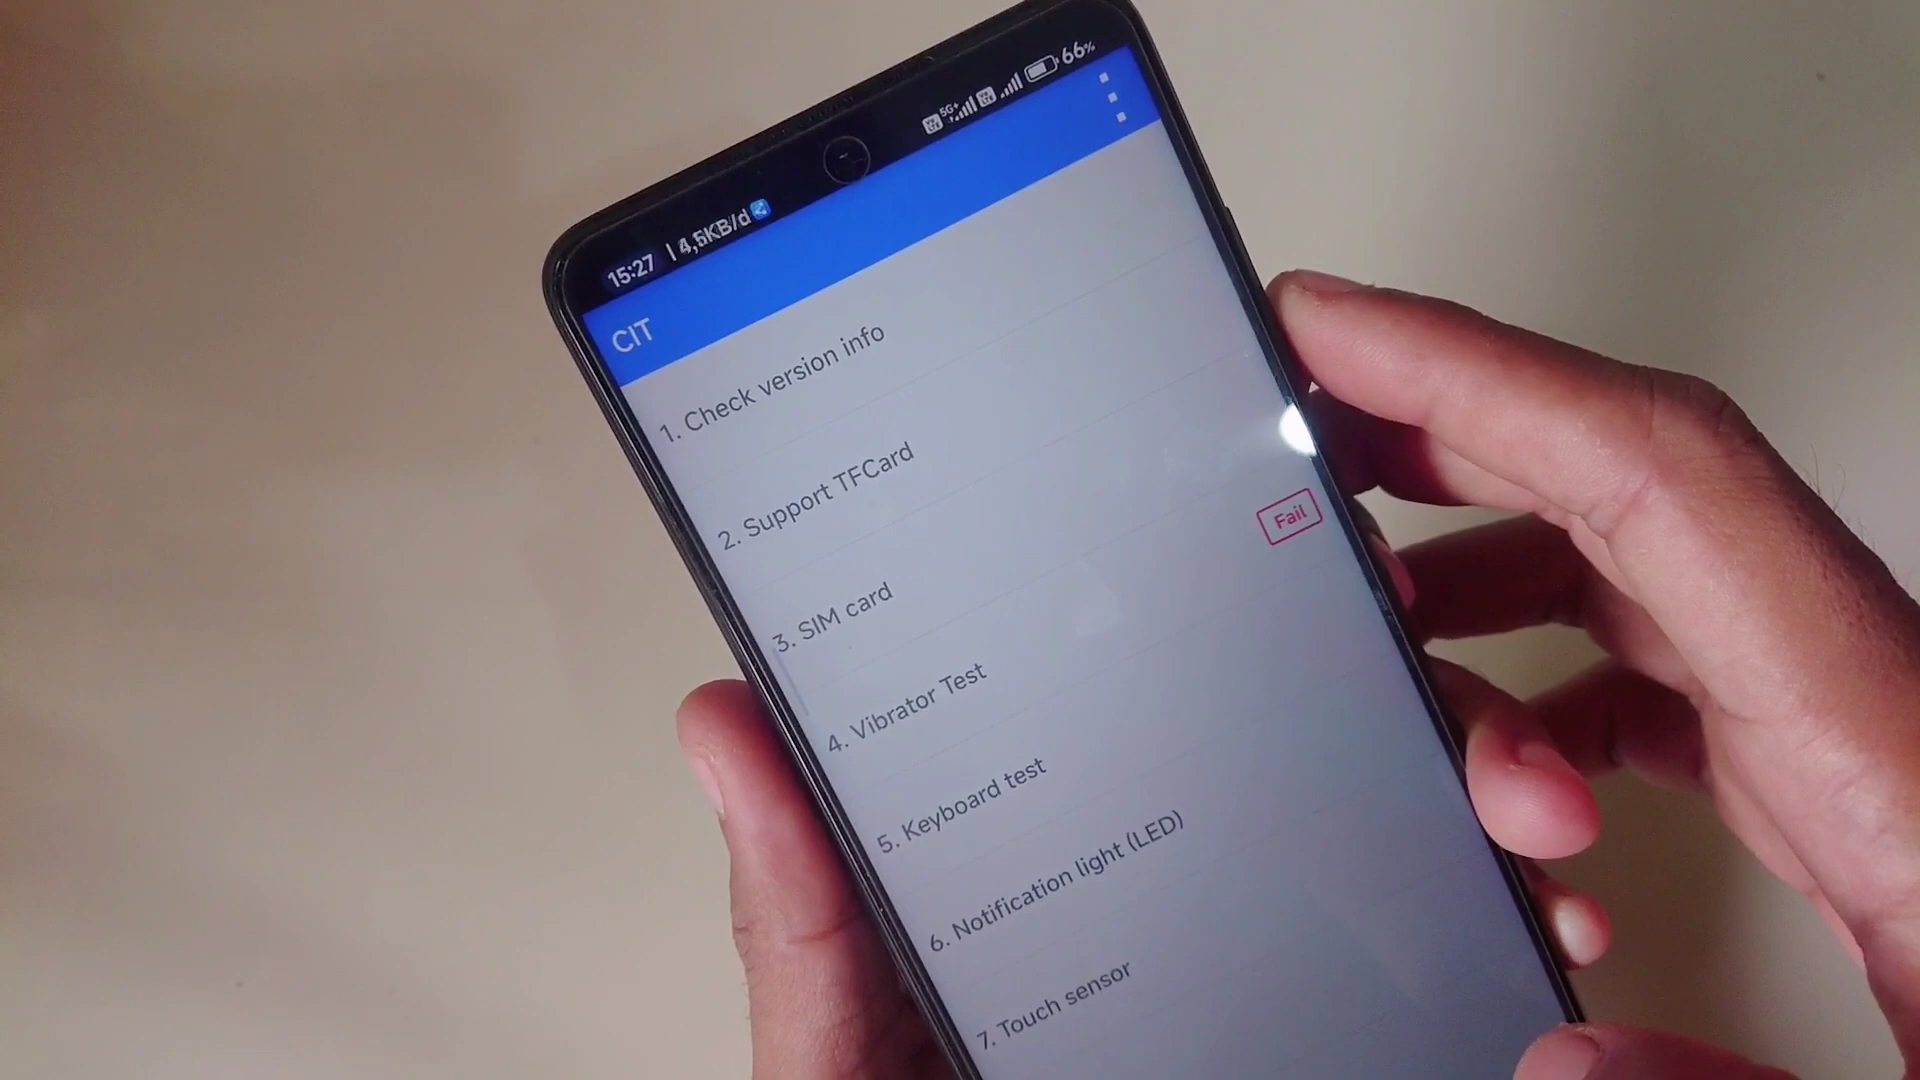 15:27 | 4,5KB/d 5G+ 66%
CIT
1. Check version info
2. Support TFCard
3. SIM card
Fail
4. Vibrator Test
5. Keyboard test
6. Notification light (LED)
7. Touch sensor